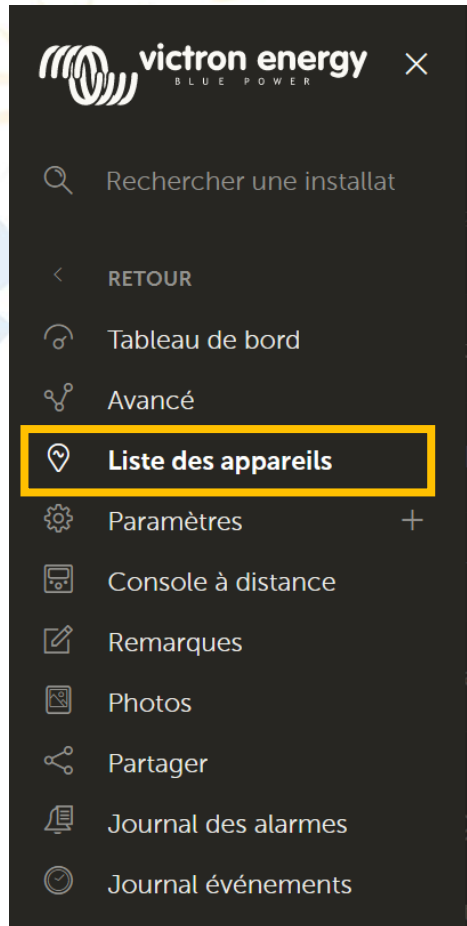 victron energy
BLUE POWER
Rechercher une installat
RETOUR
Tableau de bord
Avancé
Liste des appareils
Paramètres
Console à distance
Remarques
Photos
Partager
Journal des alarmes
Journal événements